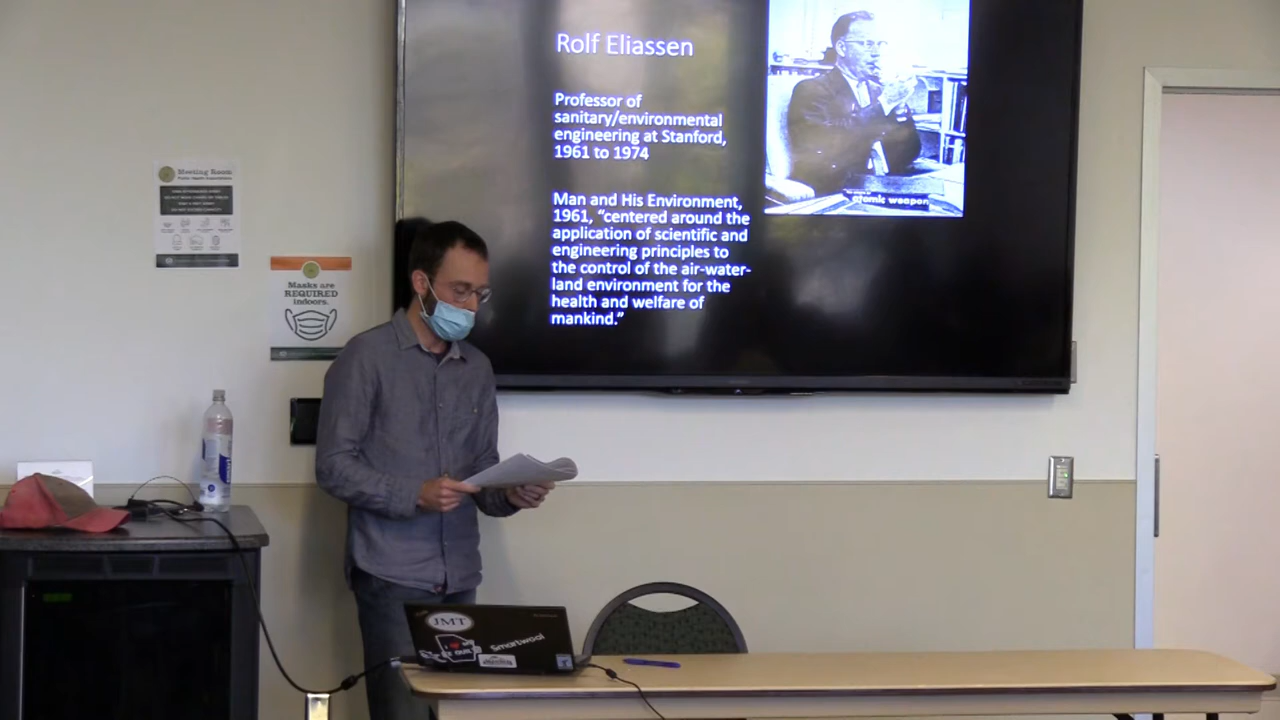 Rolf Eliassen
Professor of
sanitary/environmental
engineering at Stanford,
1961 to 1974
Man and His Environment,
1961, “centered around the
application of scientific and
engineering principles to
the control of the air-water-
land environment for the
health and welfare of
mankind.”
atomic weapon
Meeting Room
Masks are
REQUIRED
indoors.
JMT
Smartwool